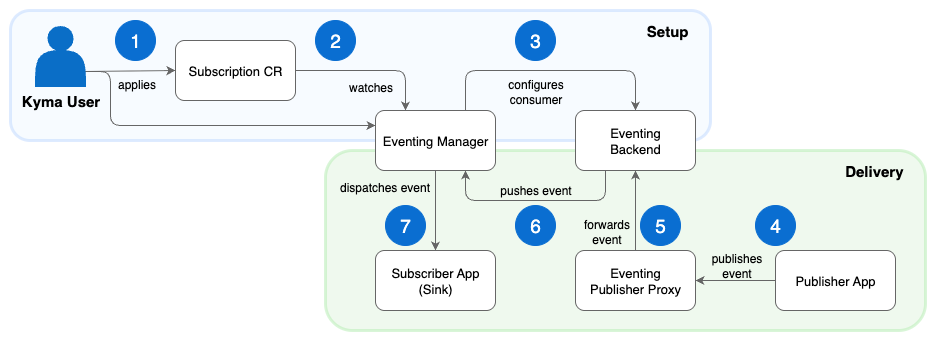 Setup
1
2
3
Kyma User
applies
Subscription CR
watches
configures
consumer
Eventing Manager
Eventing
Backend
Delivery
dispatches event
pushes event
7
6
forwards
event
5
4
publishes
event
Subscriber App
(Sink)
Eventing
Publisher Proxy
Publisher App